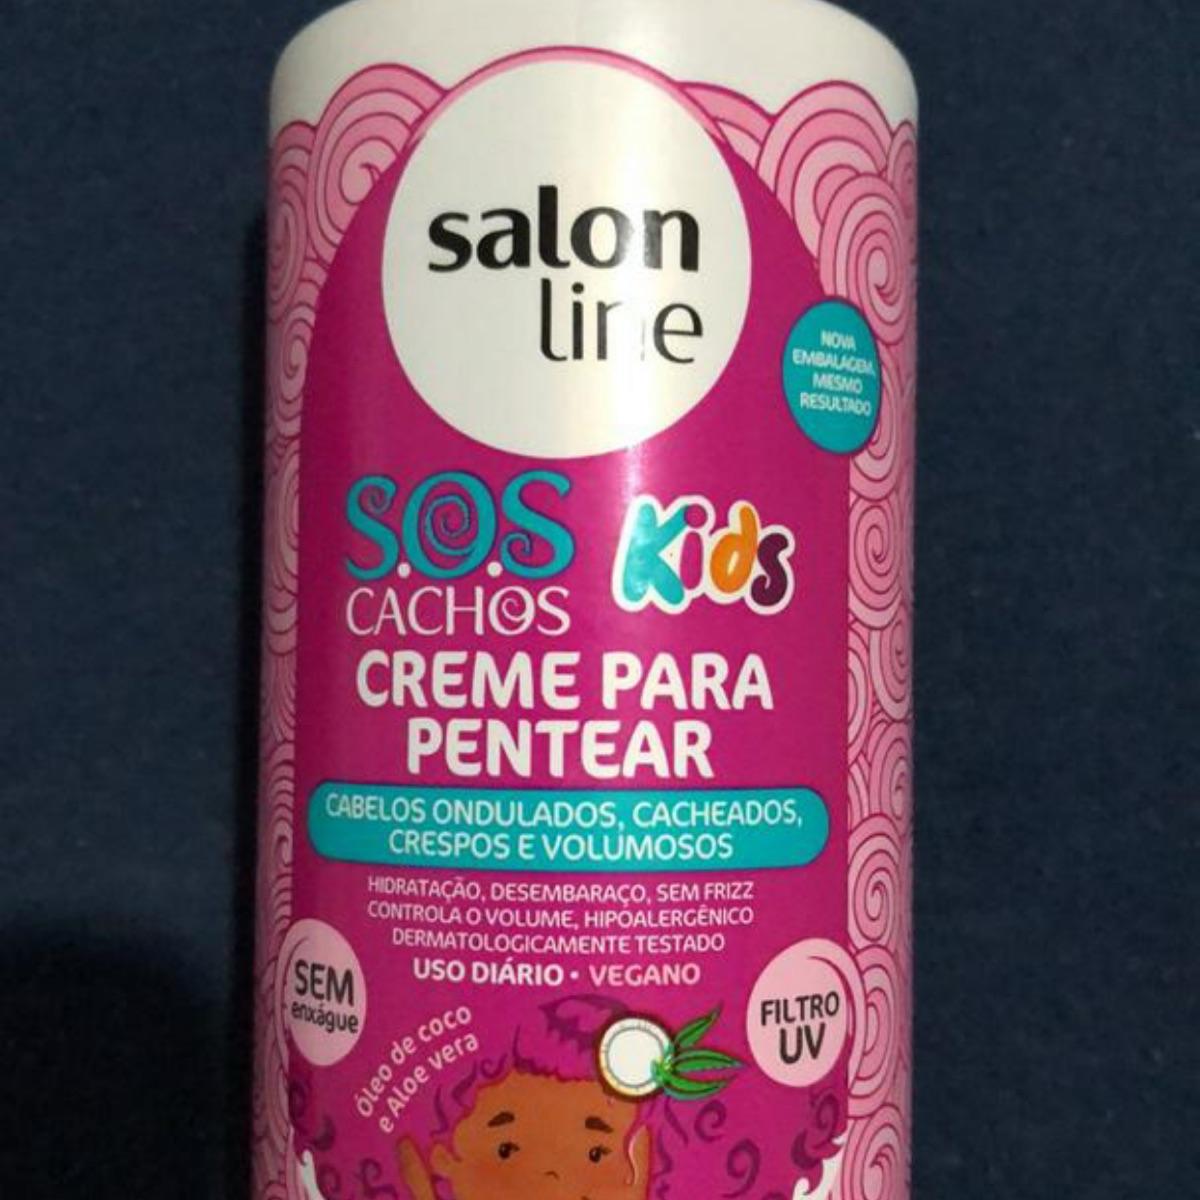 salon
line
NOVA
EMBALAGEM,
MESMO
RESULTADO
S.O.S
CACHOS
Kids
CREME PARA
PENTEAR
CABELOS ONDULADOS, CACHEADOS,
CRESPOS E VOLUMOSOS
HIDRATAÇÃO, DESEMBARAÇO, SEM FRIZZ
CONTROLA O VOLUME, HIPOALERGÊNICO
DERMATOLOGICAMENTE TESTADO
USO DIÁRIO • VEGANO
SEM
enxágue
FILTRO
UV
Óleo de coco
e Aloe vera